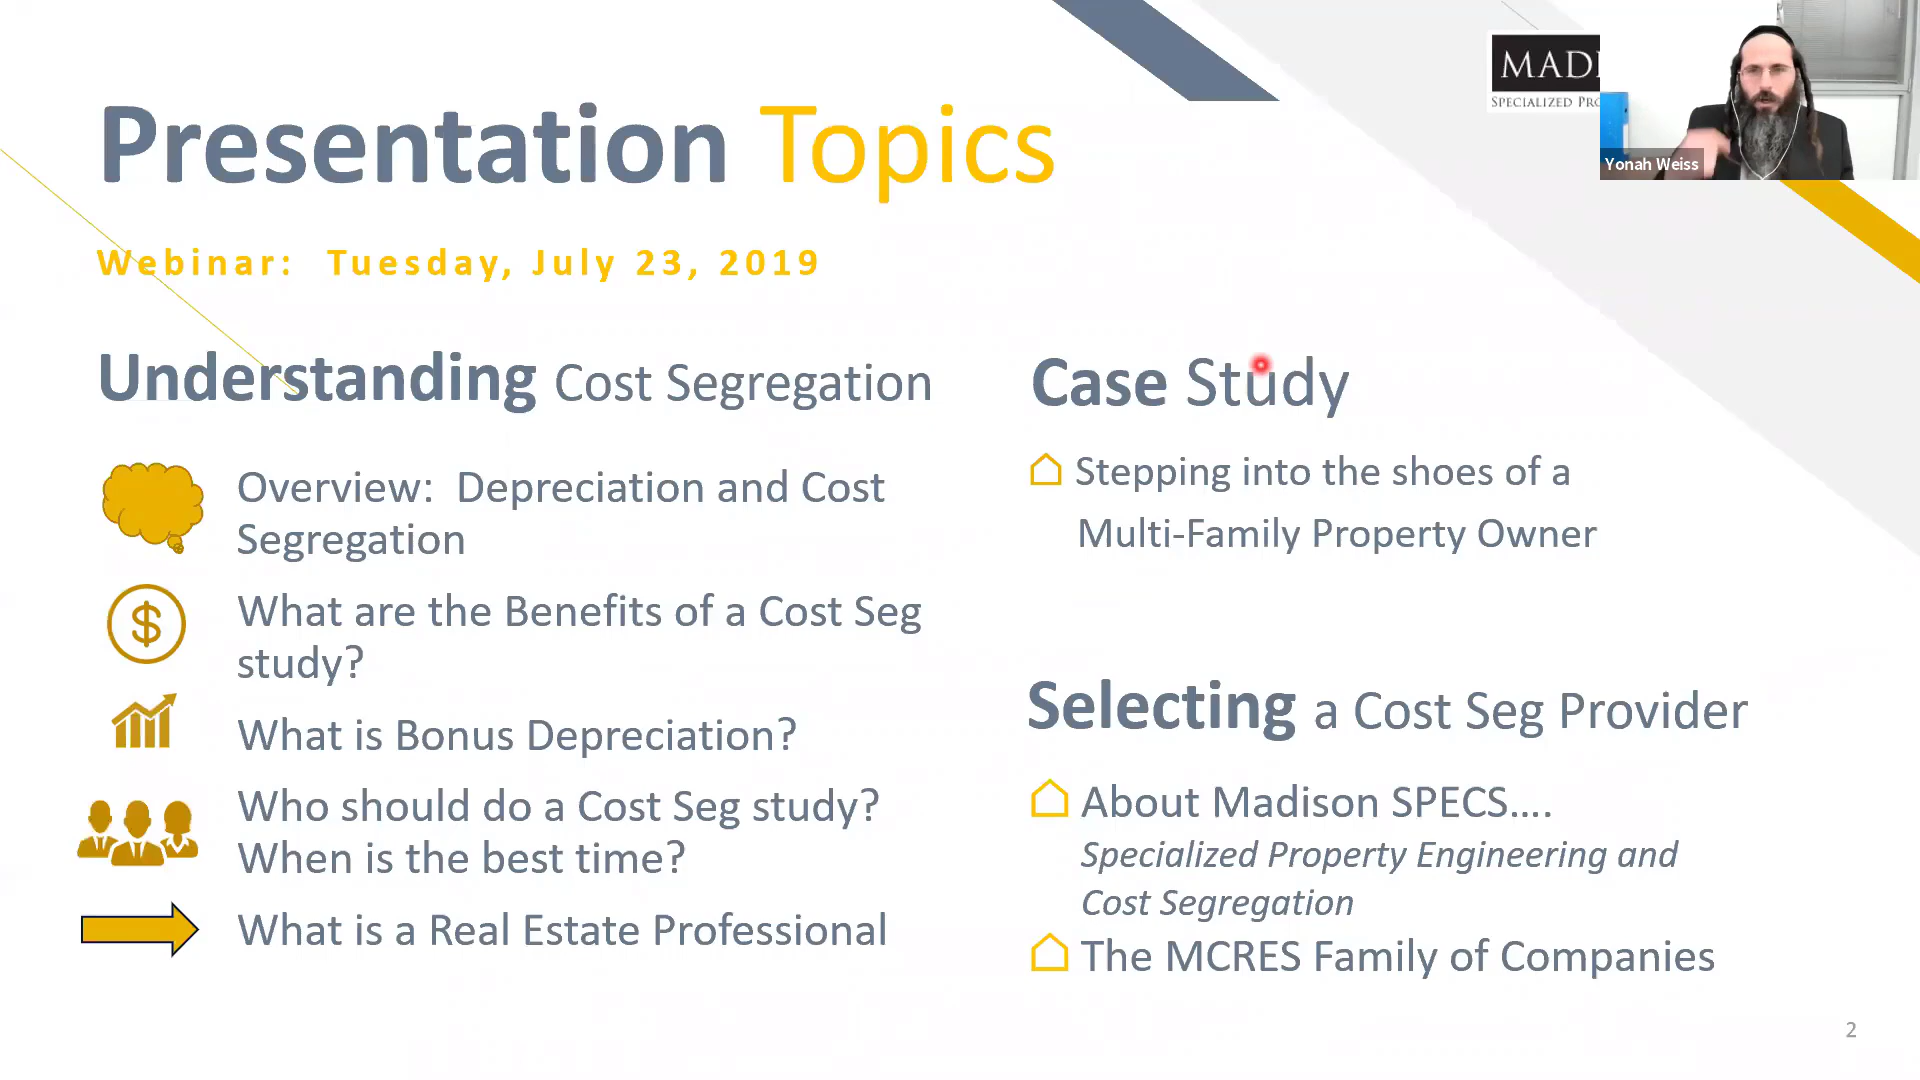 Presentation Topics
Webinar: Tuesday, July 23, 2019
Understanding Cost Segregation
Overview: Depreciation and Cost
Segregation
What are the Benefits of a Cost Seg
study?
What is Bonus Depreciation?
Who should do a Cost Seg study?
When is the best time?
What is a Real Estate Professional
Case Study
Stepping into the shoes of a
Multi-Family Property Owner
Selecting a Cost Seg Provider
About Madison SPECS....
Specialized Property Engineering and
Cost Segregation
The MCRES Family of Companies
MADI
SPECIALIZED PRO
Yonah Weiss
$
2